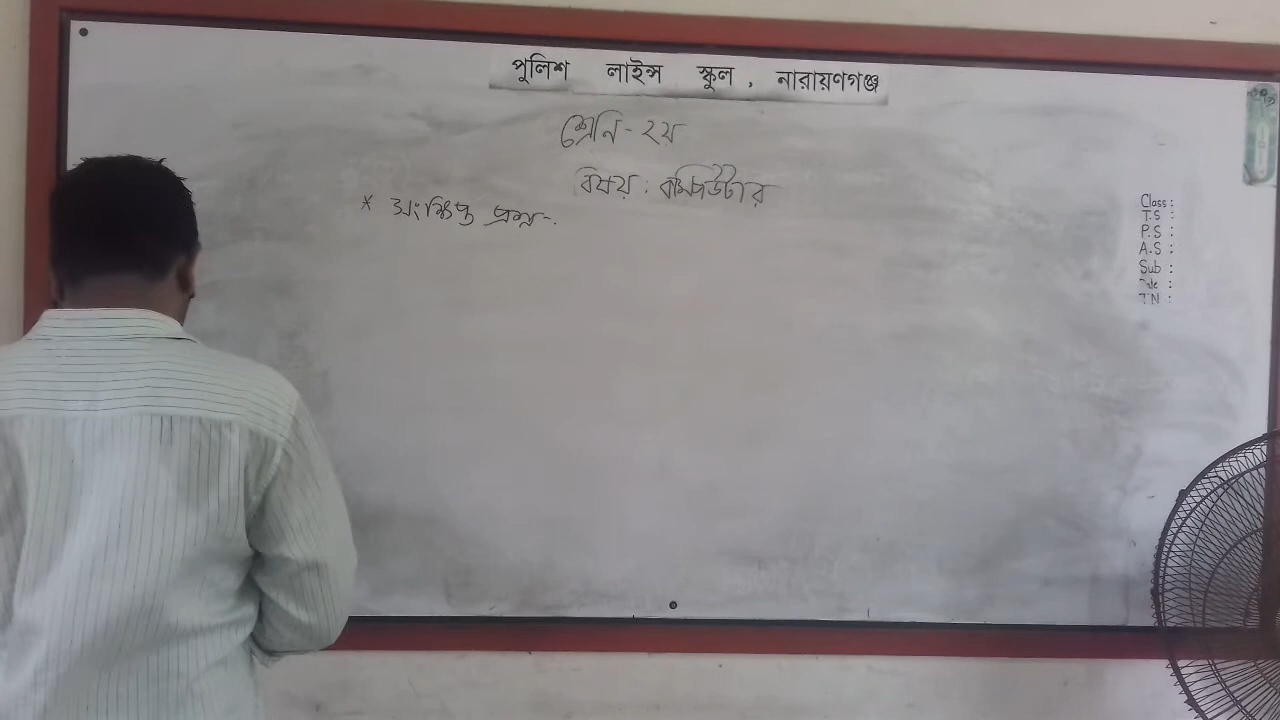 পুলিশ লাইন্স স্কুল, নারায়ণগঞ্জ
শ্রেনি - ২য়
বিষয় : কম্পিউটার
* সংক্ষিপ্ত প্রশ্ন-.
Class :
T.S :
P.S :
A.S :
Sub :
T.N :